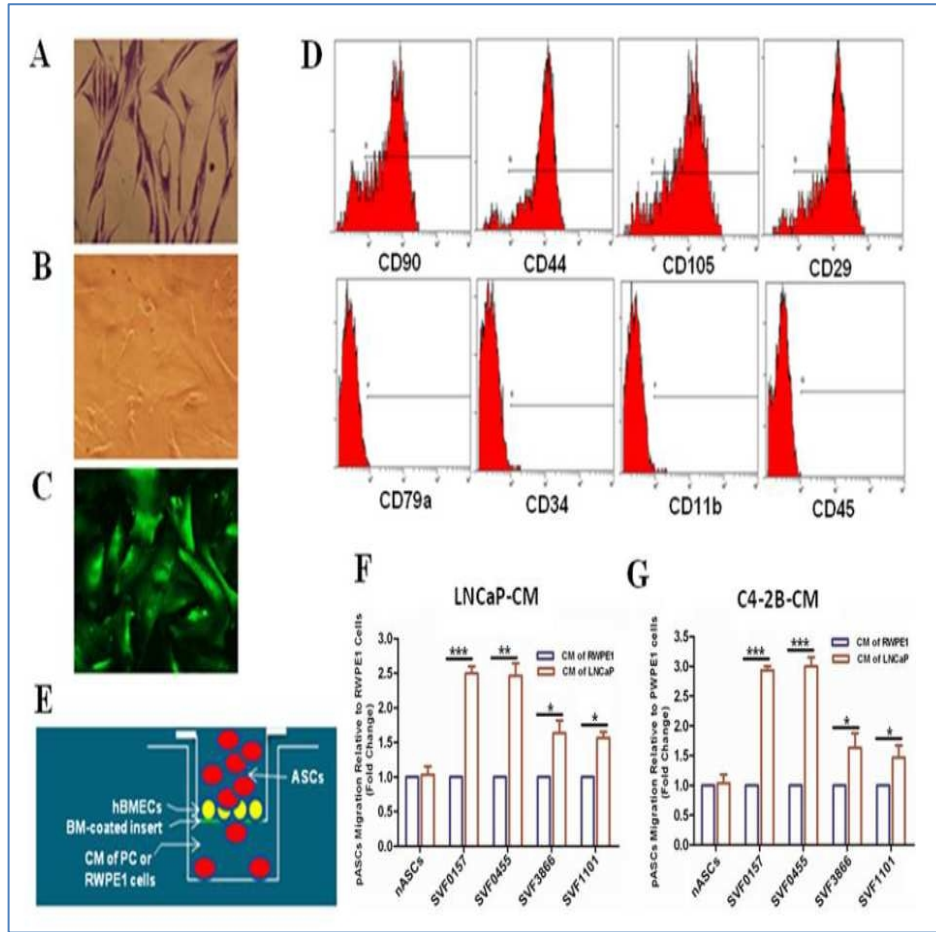 A
B
C
D
CD90
CD44
CD105
CD29
CD79a
CD34
CD11b
CD45
E
ASCs
hBMECs
BM-coated insert
CM of PC or
RWPE1 cells
F
LNCaP-CM
pASCs Migration Relative to RWPE1 Cells
(Fold Change)
3.0
2.5
2.0
1.5
1.0
0.5
0.0
***
**
*
*
CM of RWPE1
CM of LNCaP
nASCs
SVF0157
SVF0455
SVF3866
SVF1101
G
C4-2B-CM
pASCs Migration Relative to PWPE1 cells
(Fold Change)
3.5
3.0
2.5
2.0
1.5
1.0
0.5
0.0
***
***
*
*
CM of RWPE1
CM of LNCaP
nASCs
SVF0157
SVF0455
SVF3866
SVF1101